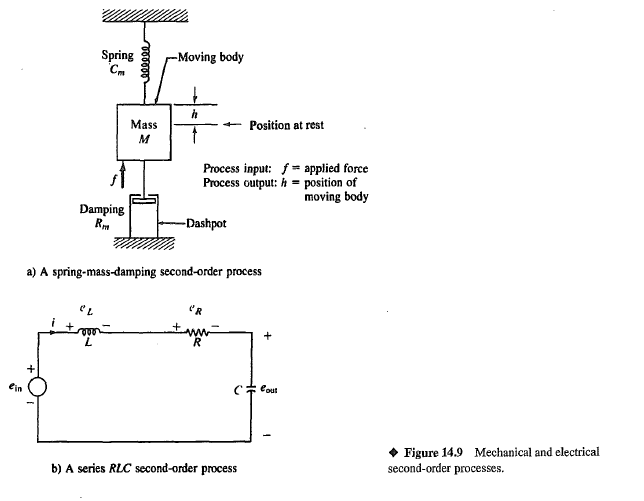 Spring
C_m
Moving body
h
Mass
M
Position at rest
f
Process input: f = applied force
Process output: h = position of
moving body
Damping
R_m
Dashpot
a) A spring-mass-damping second-order process
e_L
e_R
i
+
−
+
−
+
L
R
+
e_in
−
C
e_out
−
b) A series RLC second-order process
Figure 14.9 Mechanical and electrical
second-order processes.